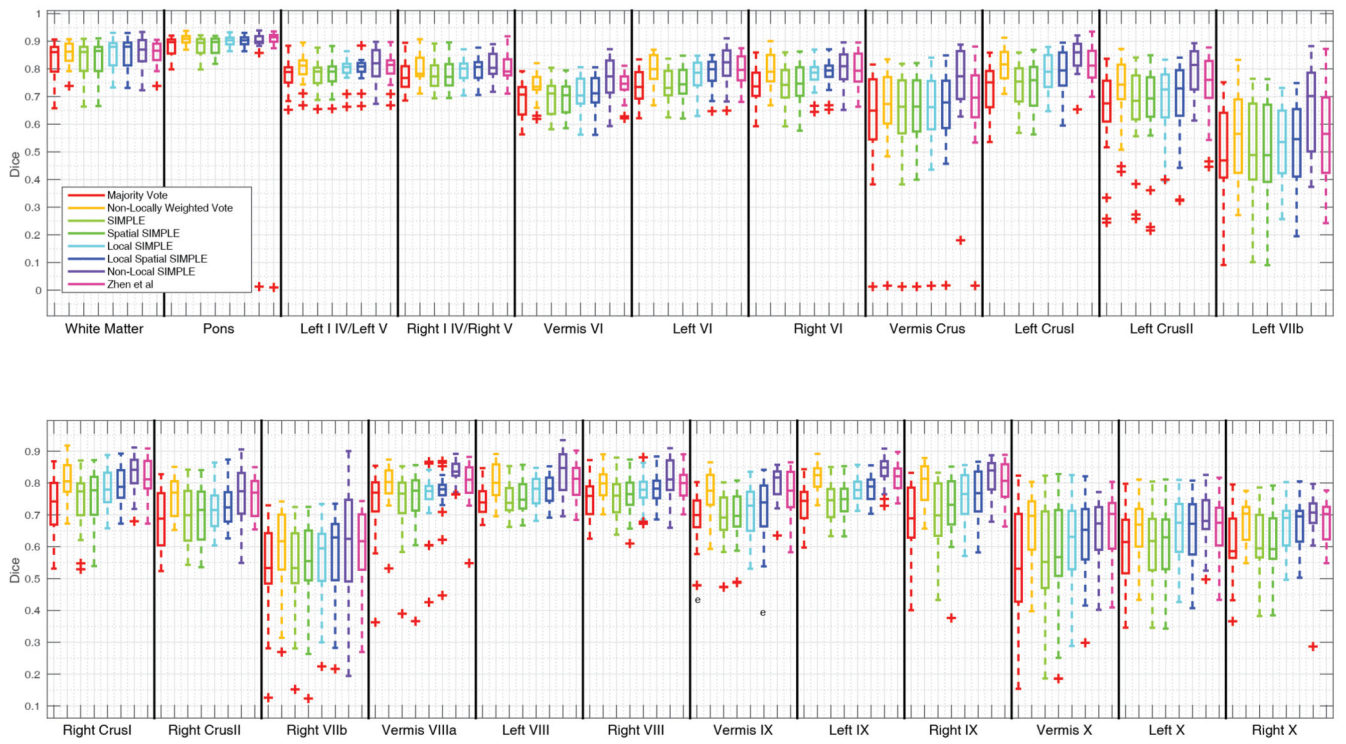 0.9
0.8
0.7
0.6
Dice
0.5
0.4
0.3
0.2
0.1
0
Majority Vote
Non-Locally Weighted Vote
SIMPLE
Spatial SIMPLE
Local SIMPLE
Local Spatial SIMPLE
Non-Local SIMPLE
Zhen et al
White Matter Pons Left I IV/Left V Right I IV/Right V Vermis VI Left VI Right VI Vermis Crus Left CrusI Left CrusII Left VIIb
0.9
0.8
0.7
0.6
Dice
0.5
0.4
0.3
0.2
0.1
e
e
Right CrusI Right CrusII Right VIIb Vermis VIIIa Left VIII Right VIII Vermis IX Left IX Right IX Vermis X Left X Right X